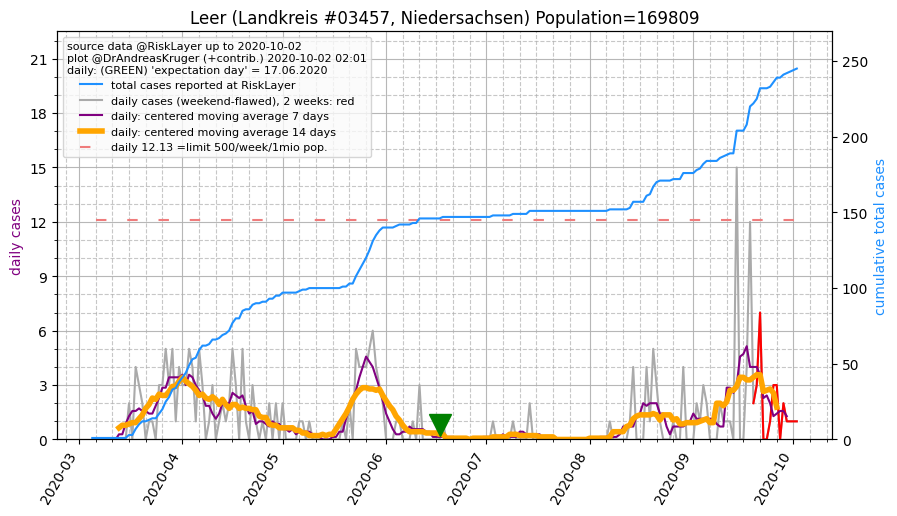 Leer (Landkreis #03457, Niedersachsen) Population=169809
source data @RiskLayer up to 2020-10-02
plot @DrAndreasKruger (+contrib.) 2020-10-02 02:01
daily: (GREEN) 'expectation day' = 17.06.2020
total cases reported at RiskLayer
daily cases (weekend-flawed), 2 weeks: red
daily: centered moving average 7 days
daily: centered moving average 14 days
daily 12.13 =limit 500/week/1mio pop.
daily cases
21
18
15
12
9
6
3
0
250
200
150
100
50
0
cumulative total cases
2020-03
2020-04
2020-05
2020-06
2020-07
2020-08
2020-09
2020-10